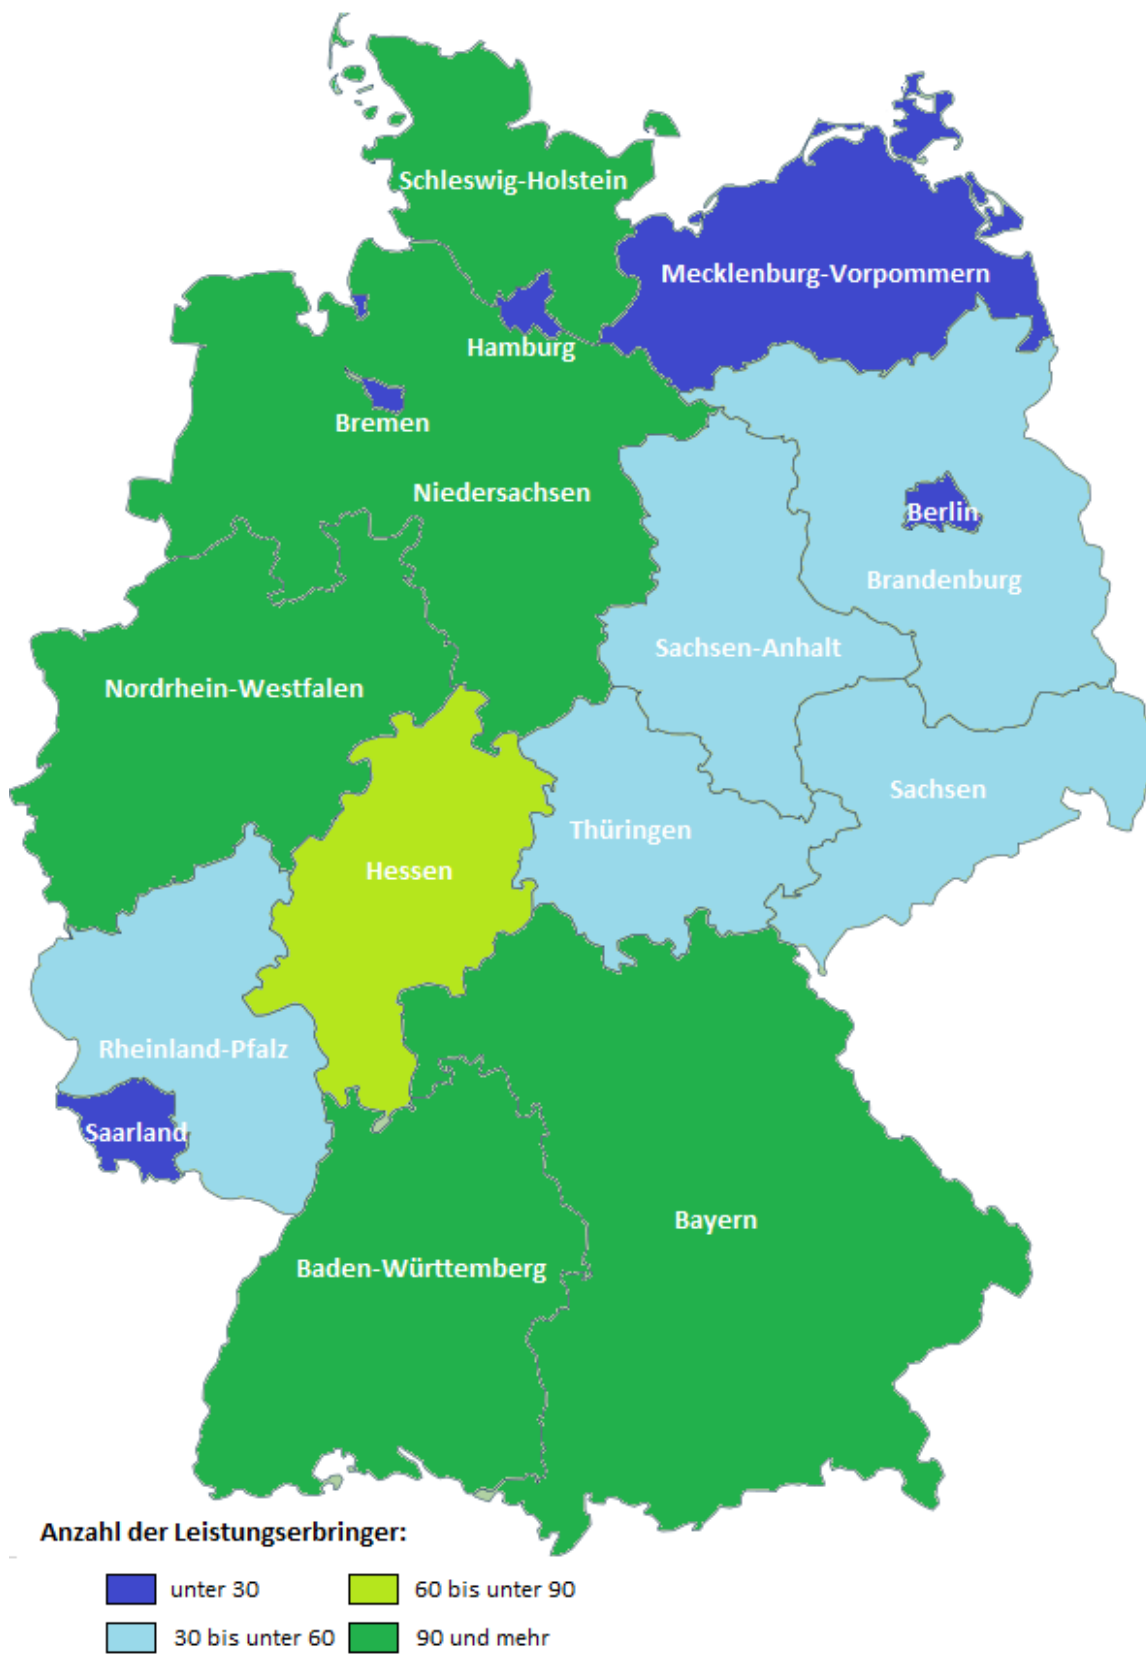 Schleswig-Holstein
Mecklenburg-Vorpommern
Hamburg
Bremen
Niedersachsen
Berlin
Brandenburg
Sachsen-Anhalt
Nordrhein-Westfalen
Sachsen
Thüringen
Hessen
Rheinland-Pfalz
Saarland
Bayern
Baden-Württemberg
Anzahl der Leistungserbringer:
unter 30
60 bis unter 90
30 bis unter 60
90 und mehr